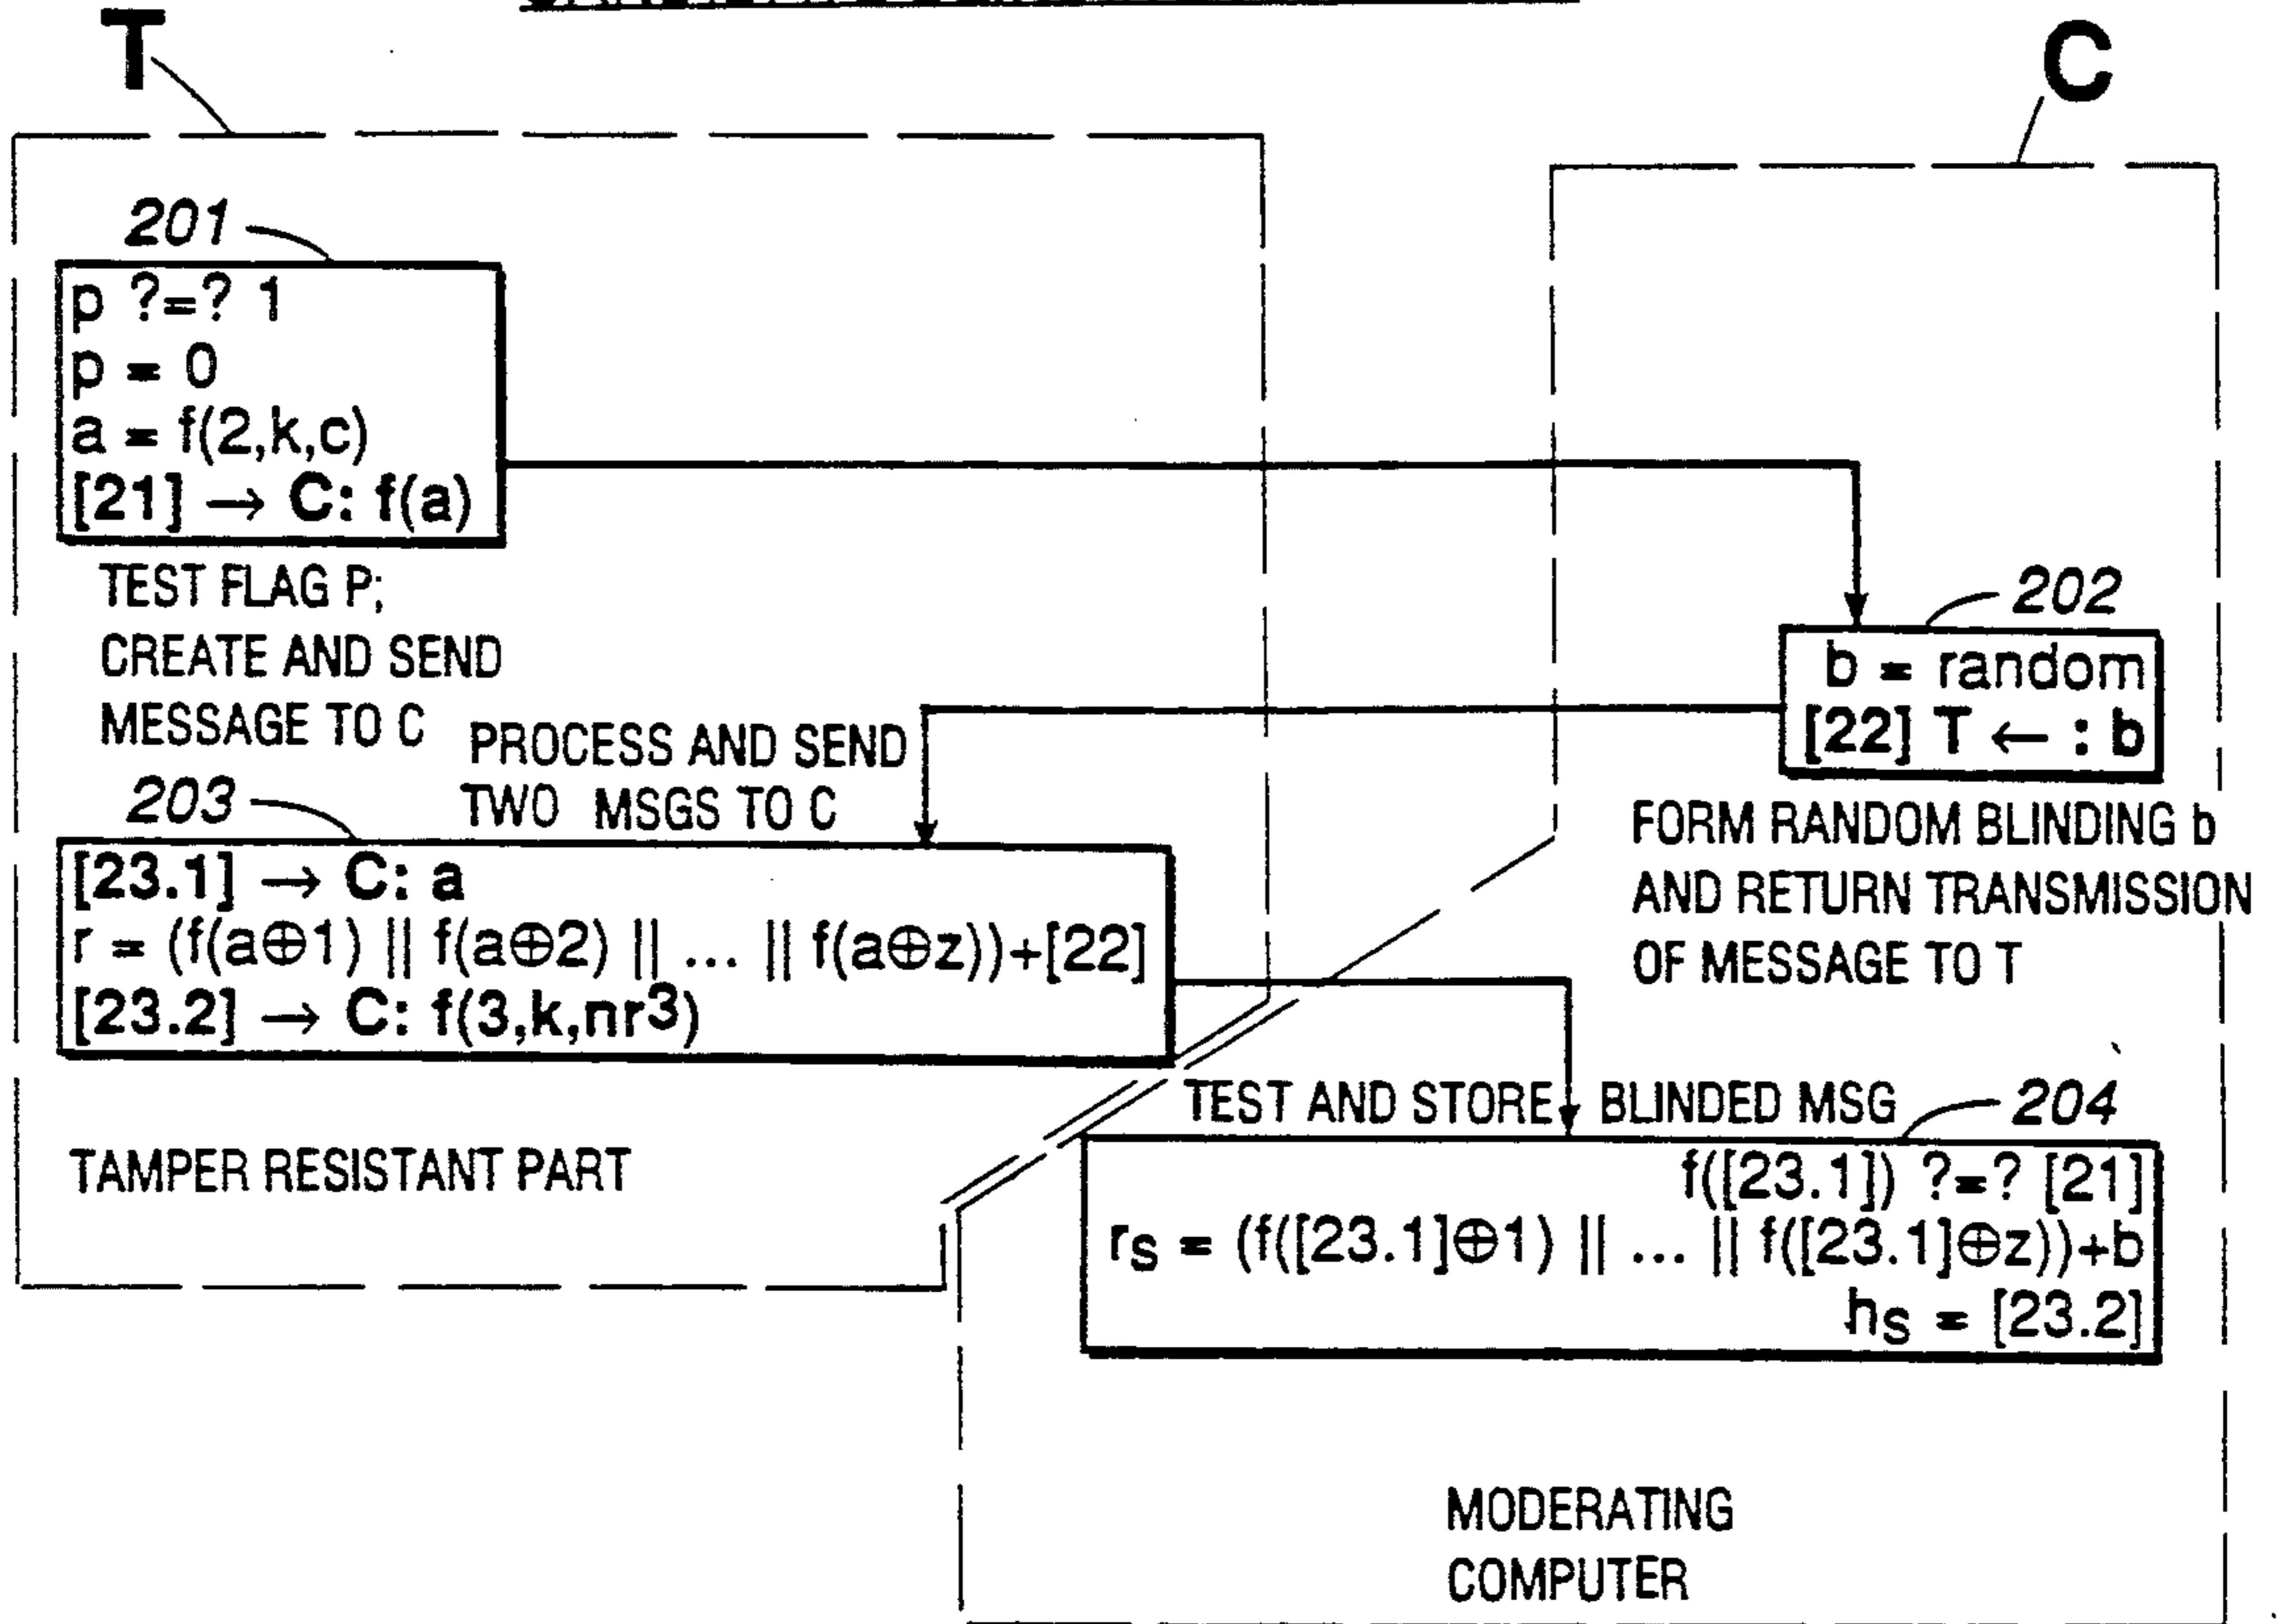 T
C
201
p ?=? 1
p = 0
a = f(2,k,c)
[21] → C: f(a)
TEST FLAG P;
CREATE AND SEND
MESSAGE TO C
202
b = random
[22] T ← : b
FORM RANDOM BLINDING b
AND RETURN TRANSMISSION
OF MESSAGE TO T
PROCESS AND SEND
TWO MSGS TO C
203
[23.1] → C: a
r = (f(a⊕1) || f(a⊕2) || ... || f(a⊕z))+[22]
[23.2] → C: f(3,k,nr³)
TAMPER RESISTANT PART
TEST AND STORE BLINDED MSG
204
f([23.1]) ?=? [21]
rs = (f([23.1]⊕1) || ... || f([23.1]⊕z))+b
hs = [23.2]
MODERATING
COMPUTER